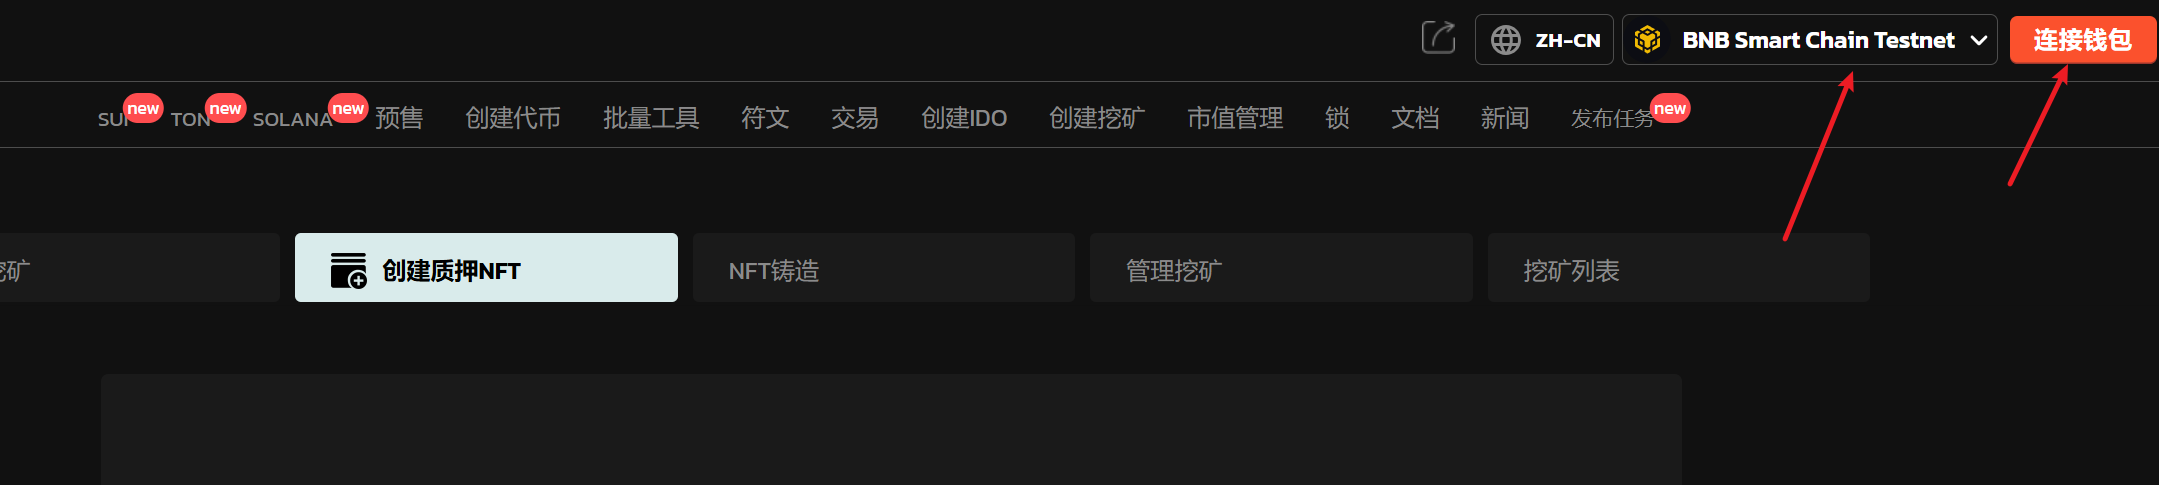 ZH-CN BNB Smart Chain Testnet 连接钱包
new TON new SOLANA new 预售 创建代币 批量工具 符文 交易 创建IDO 创建挖矿 市值管理 锁 文档 新闻 发布任务 new
矿 创建质押NFT NFT铸造 管理挖矿 挖矿列表